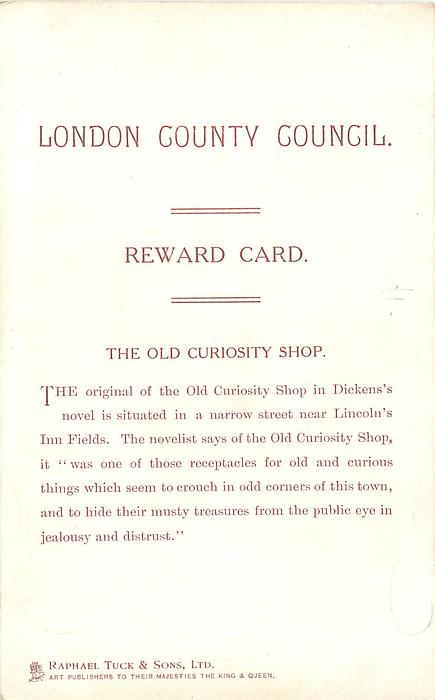 LONDON COUNTY COUNCIL.
REWARD CARD.
THE OLD CURIOSITY SHOP.
THE original of the Old Curiosity Shop in Dickens's
novel is situated in a narrow street near Lincoln's
Inn Fields. The novelist says of the Old Curiosity Shop,
it "was one of those receptacles for old and curious
things which seem to crouch in odd corners of this town,
and to hide their musty treasures from the public eye in
jealousy and distrust."
RAPHAEL TUCK & SONS, LTD.
ART PUBLISHERS TO THEIR MAJESTIES THE KING & QUEEN.